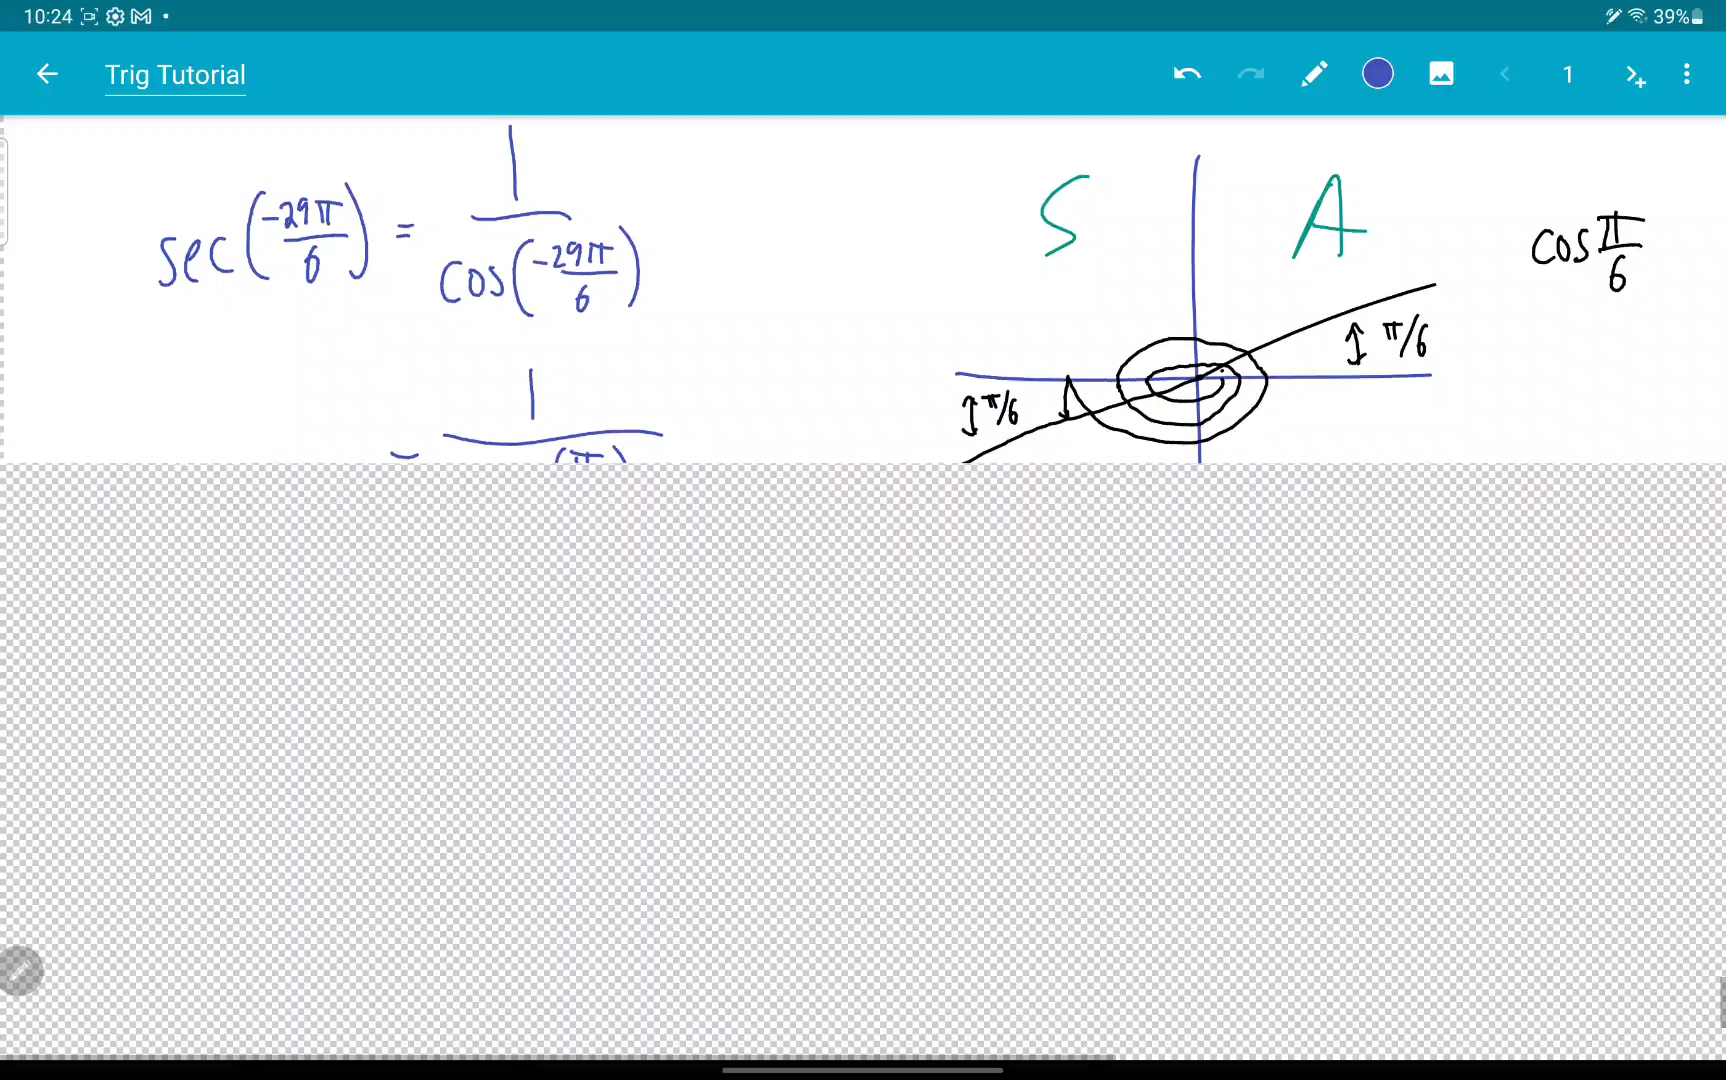 10:24
39%
Trig Tutorial
1
sec(-29π/6) = 1/cos(-29π/6)
= 1/(π
S
A
cos π/6
π/6
π/6